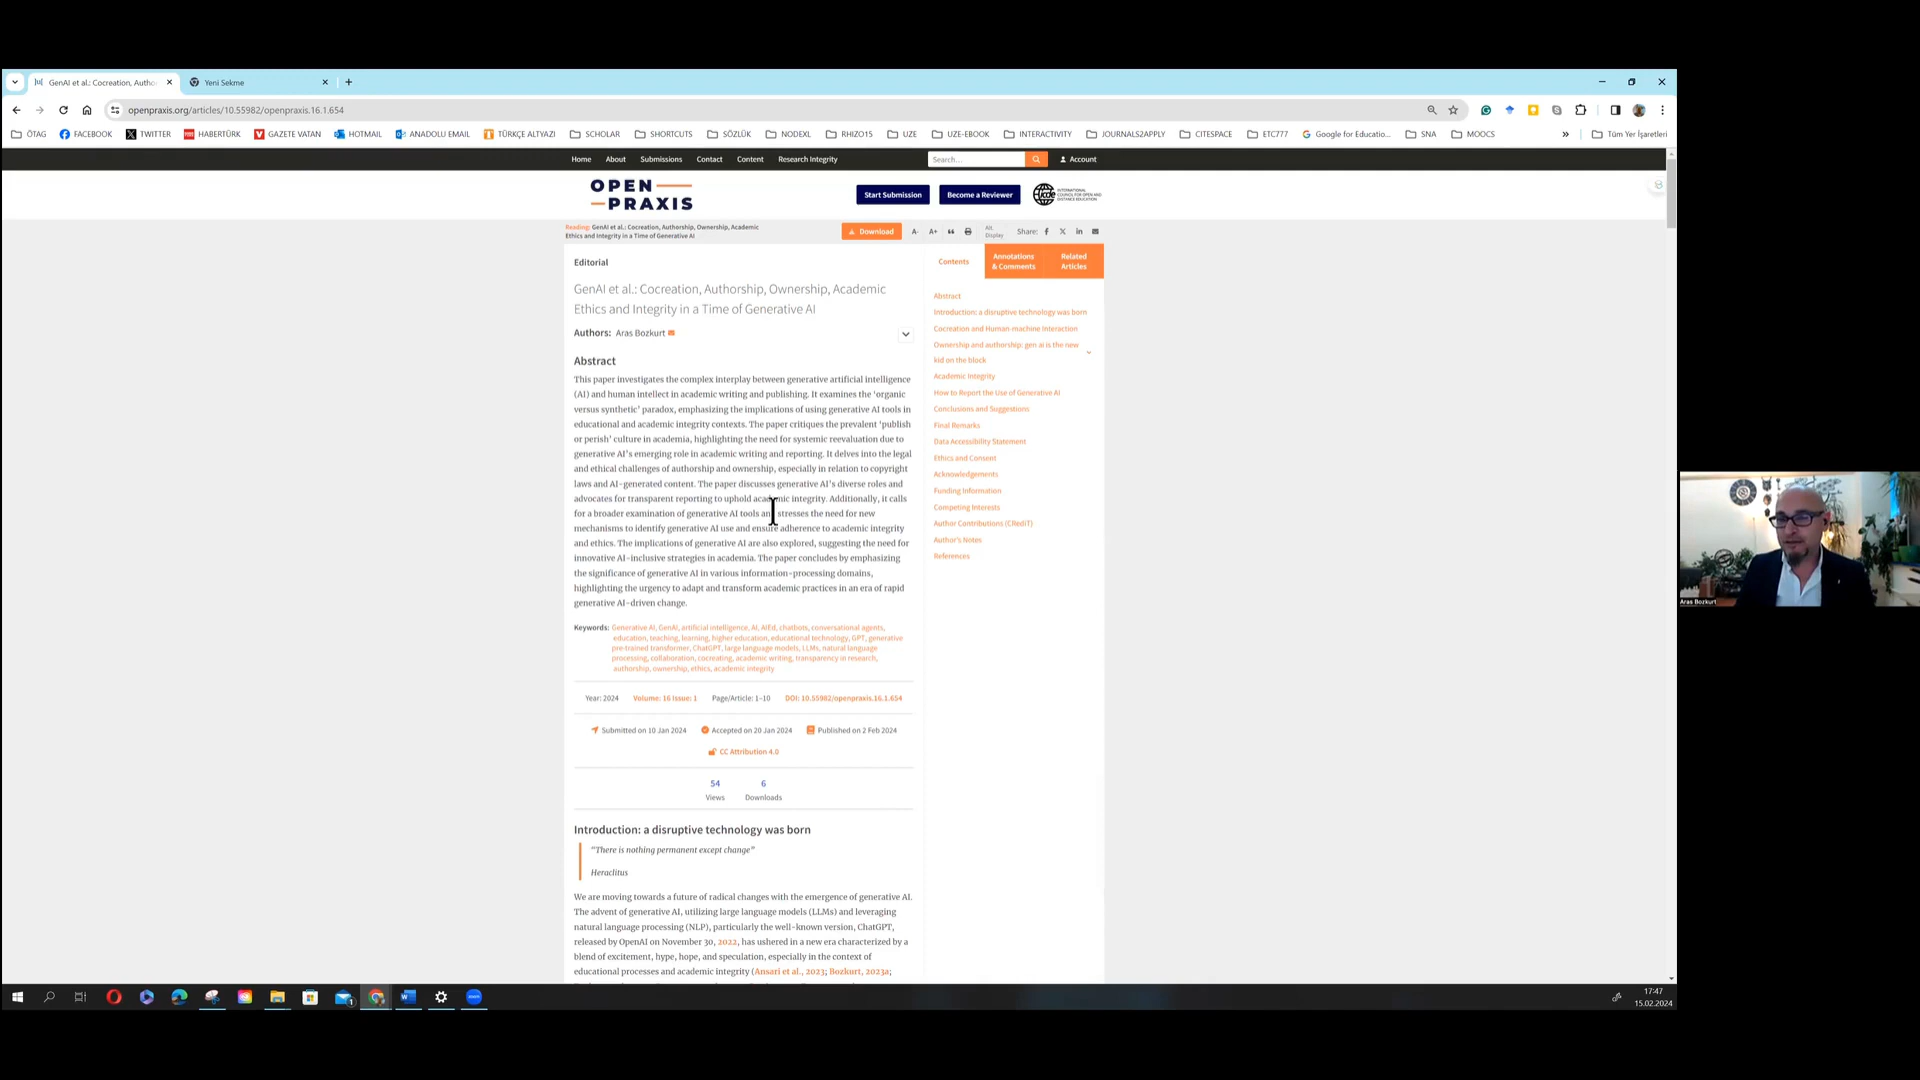 GenAI et al.: Cocreation, Autho
Yeni Sekme
openpraxis.org/articles/10.55982/openpraxis.16.1.654
ÖTAG FACEBOOK TWITTER HABERTÜRK GAZETE VATAN HOTMAIL ANADOLU EMAIL TÜRKÇE ALTYAZI SCHOLAR SHORTCUTS SÖZLÜK NODEXL RHIZO15 UZE UZE-EBOOK INTERACTIVITY JOURNALS2APPLY CITESPACE ETC777 Google for Educatio... SNA MOOCS » Tüm Yer İşaretleri
Home About Submissions Contact Content Research Integrity Search... Account
OPEN
PRAXIS
Start Submission Become a Reviewer
INTERNATIONAL
COUNCIL FOR OPEN AND
DISTANCE EDUCATION
Reading: GenAI et al.: Cocreation, Authorship, Ownership, Academic
Ethics and Integrity in a Time of Generative AI
Download A- A+ Alt. Display Share:
Editorial
GenAI et al.: Cocreation, Authorship, Ownership, Academic
Ethics and Integrity in a Time of Generative AI
Authors: Aras Bozkurt
Abstract
This paper investigates the complex interplay between generative artificial intelligence
(AI) and human intellect in academic writing and publishing. It examines the ‘organic
versus synthetic’ paradox, emphasizing the implications of using generative AI tools in
educational and academic integrity contexts. The paper critiques the prevalent ‘publish
or perish’ culture in academia, highlighting the need for systemic reevaluation due to
generative AI’s emerging role in academic writing and reporting. It delves into the legal
and ethical challenges of authorship and ownership, especially in relation to copyright
laws and AI-generated content. The paper discusses generative AI’s diverse roles and
advocates for transparent reporting to uphold academic integrity. Additionally, it calls
for a broader examination of generative AI tools and stresses the need for new
mechanisms to identify generative AI use and ensure adherence to academic integrity
and ethics. The implications of generative AI are also explored, suggesting the need for
innovative AI-inclusive strategies in academia. The paper concludes by emphasizing
the significance of generative AI in various information-processing domains,
highlighting the urgency to adapt and transform academic practices in an era of rapid
generative AI-driven change.
Keywords: Generative AI, GenAI, artificial intelligence, AI, AIEd, chatbots, conversational agents,
education, teaching, learning, higher education, educational technology, GPT, generative
pre-trained transformer, ChatGPT, large language models, LLMs, natural language
processing, collaboration, cocreating, academic writing, transparency in research,
authorship, ownership, ethics, academic integrity
Year: 2024 Volume: 16 Issue: 1 Page/Article: 1–10 DOI: 10.55982/openpraxis.16.1.654
Submitted on 10 Jan 2024 Accepted on 20 Jan 2024 Published on 2 Feb 2024
CC Attribution 4.0
54 6
Views Downloads
Introduction: a disruptive technology was born
“There is nothing permanent except change”
Heraclitus
We are moving towards a future of radical changes with the emergence of generative AI.
The advent of generative AI, utilizing large language models (LLMs) and leveraging
natural language processing (NLP), particularly the well-known version, ChatGPT,
released by OpenAI on November 30, 2022, has ushered in a new era characterized by a
blend of excitement, hype, hope, and speculation, especially in the context of
educational processes and academic integrity (Ansari et al., 2023; Bozkurt, 2023a;
Contents
Annotations
& Comments
Related
Articles
Abstract
Introduction: a disruptive technology was born
Cocreation and Human-machine Interaction
Ownership and authorship: gen ai is the new
kid on the block
Academic Integrity
How to Report the Use of Generative AI
Conclusions and Suggestions
Final Remarks
Data Accessibility Statement
Ethics and Consent
Acknowledgements
Funding Information
Competing Interests
Author Contributions (CRediT)
Author's Notes
References
Aras Bozkurt
17:47
15.02.2024